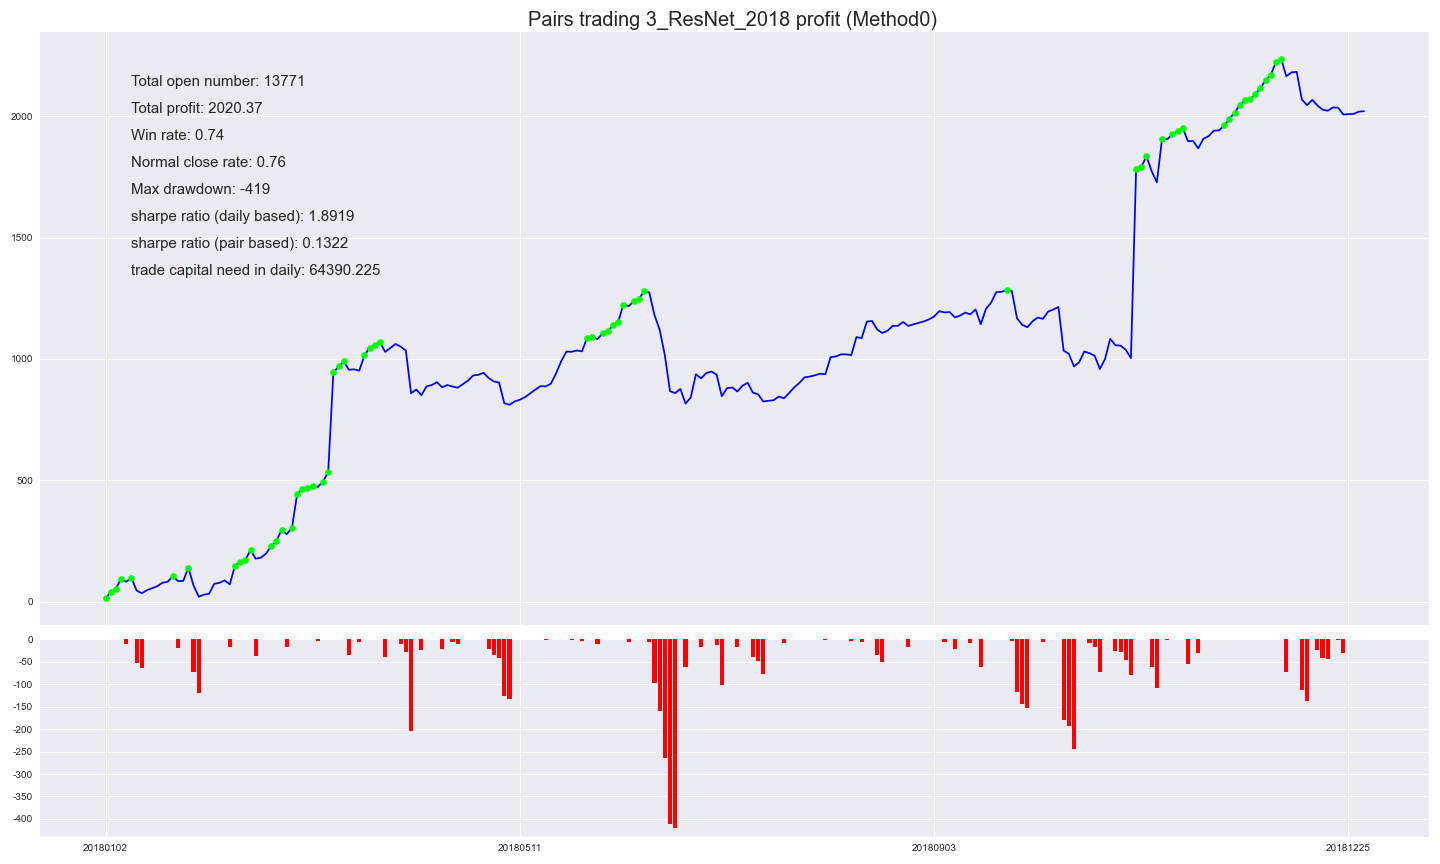 Pairs trading 3_ResNet_2018 profit (Method0)
Total open number: 13771
Total profit: 2020.37
Win rate: 0.74
Normal close rate: 0.76
Max drawdown: -419
sharpe ratio (daily based): 1.8919
sharpe ratio (pair based): 0.1322
trade capital need in daily: 64390.225
2000
1500
1000
500
0
0
-50
-100
-150
-200
-250
-300
-350
-400
20180102 20180511 20180903 20181225